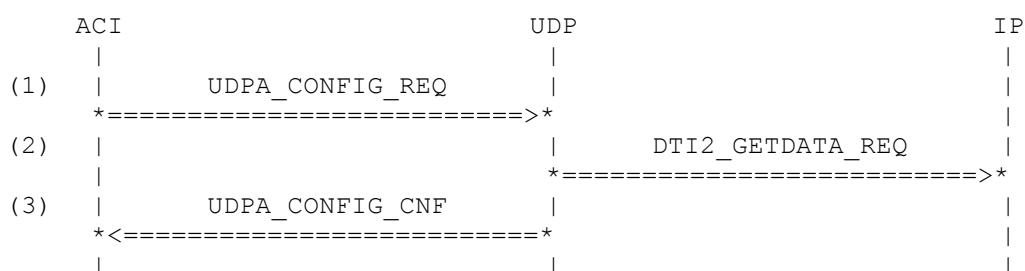 ACI UDP IP
| | |
(1) | UDPA_CONFIG_REQ | |
*==========================>* |
(2) | | DTI2_GETDATA_REQ |
| *==========================>*
(3) | UDPA_CONFIG_CNF | |
*<==========================* |
| | |